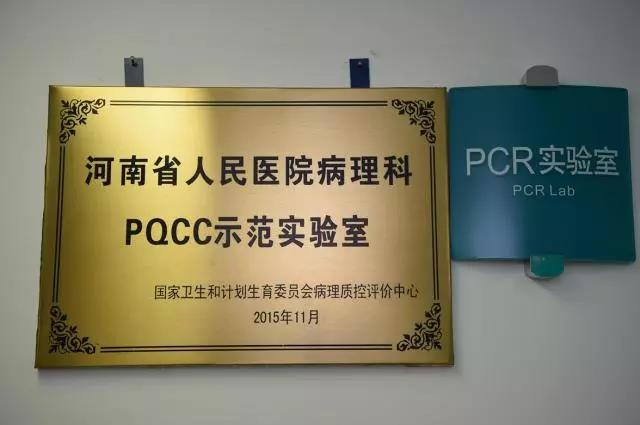 河南省人民医院病理科
PQCC示范实验室
国家卫生和计划生育委员会病理质控评价中心
2015年11月
PCR实验室
PCR Lab